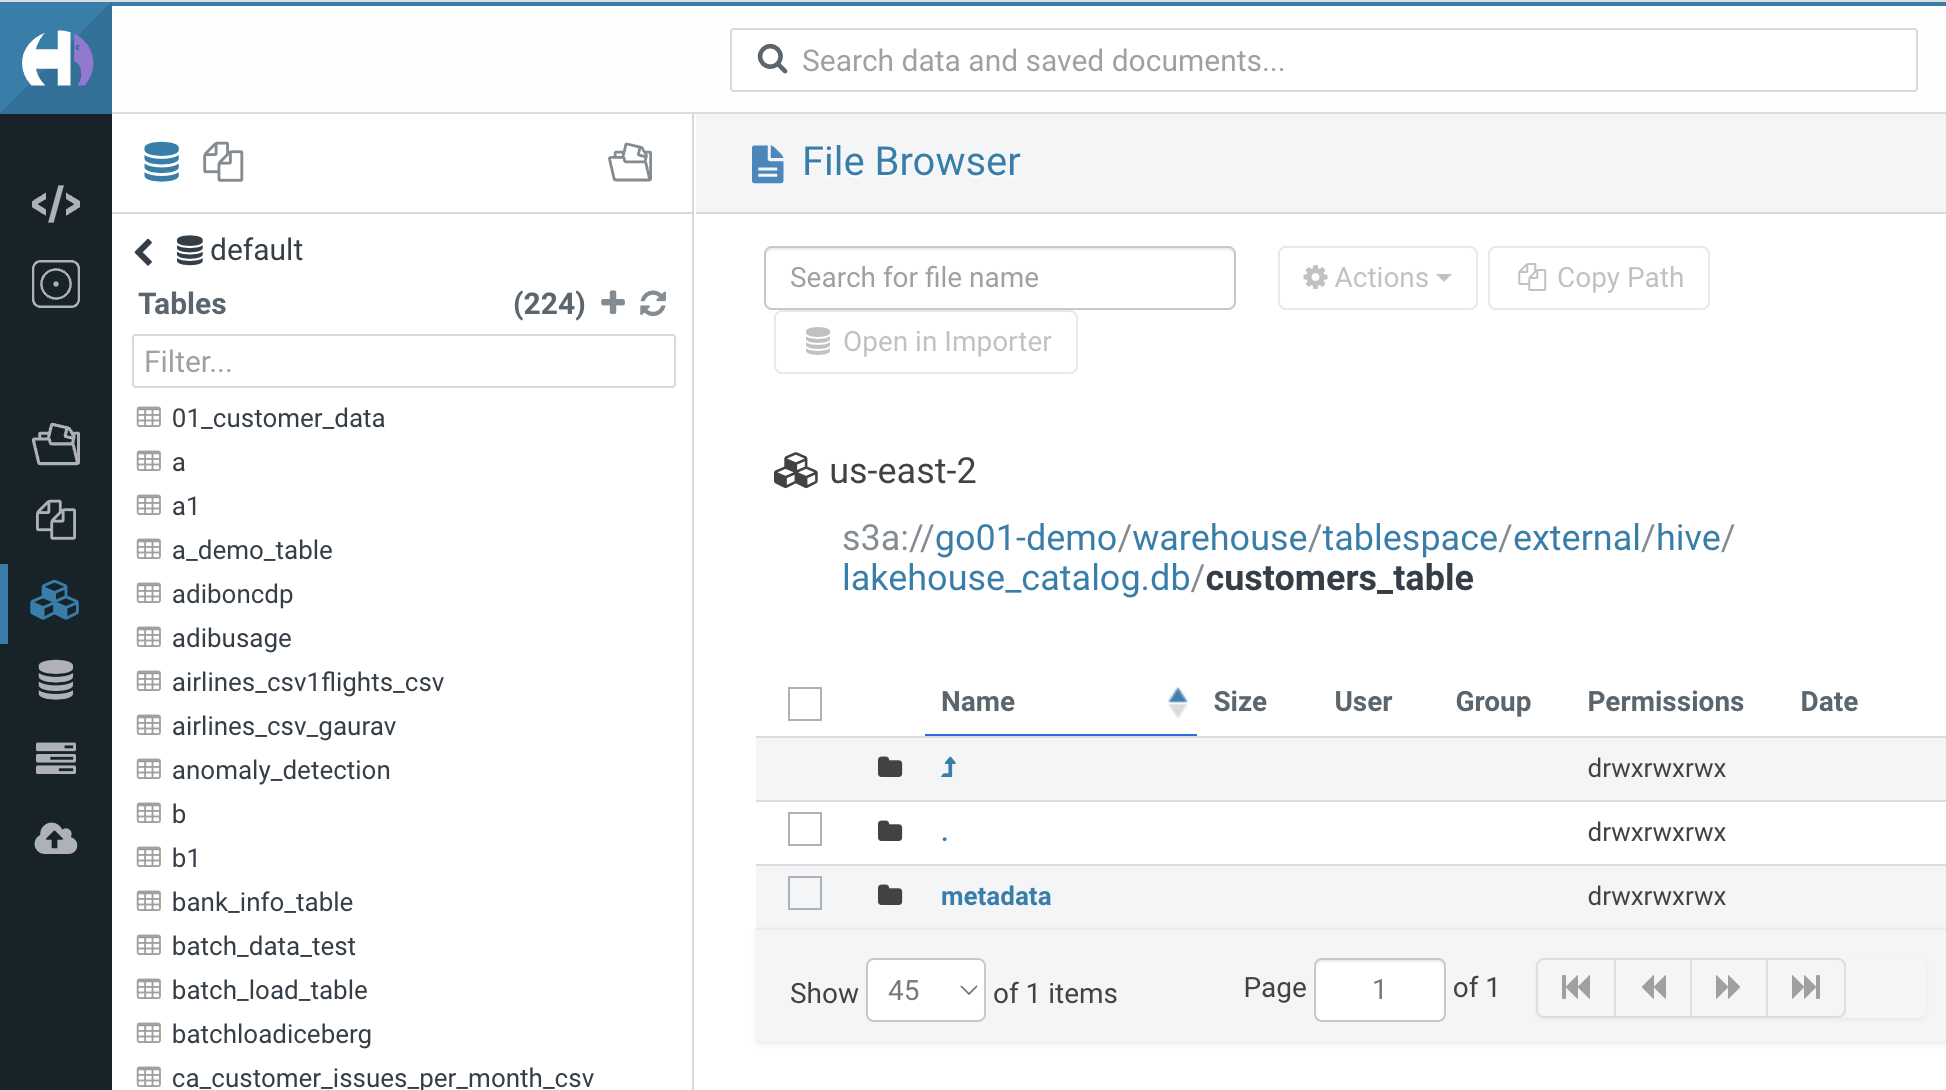 Search data and saved documents...
File Browser
default
Tables (224)
Filter...
01_customer_data
a
a1
a_demo_table
adiboncdp
adibusage
airlines_csv1flights_csv
airlines_csv_gaurav
anomaly_detection
b
b1
bank_info_table
batch_data_test
batch_load_table
batchloadiceberg
ca_customer_issues_per_month_csv
Search for file name
Actions
Copy Path
Open in Importer
us-east-2
s3a://go01-demo/warehouse/tablespace/external/hive/
lakehouse_catalog.db/customers_table
Name Size User Group Permissions Date
drwxrwxrwx
. drwxrwxrwx
metadata drwxrwxrwx
Show 45 of 1 items Page 1 of 1